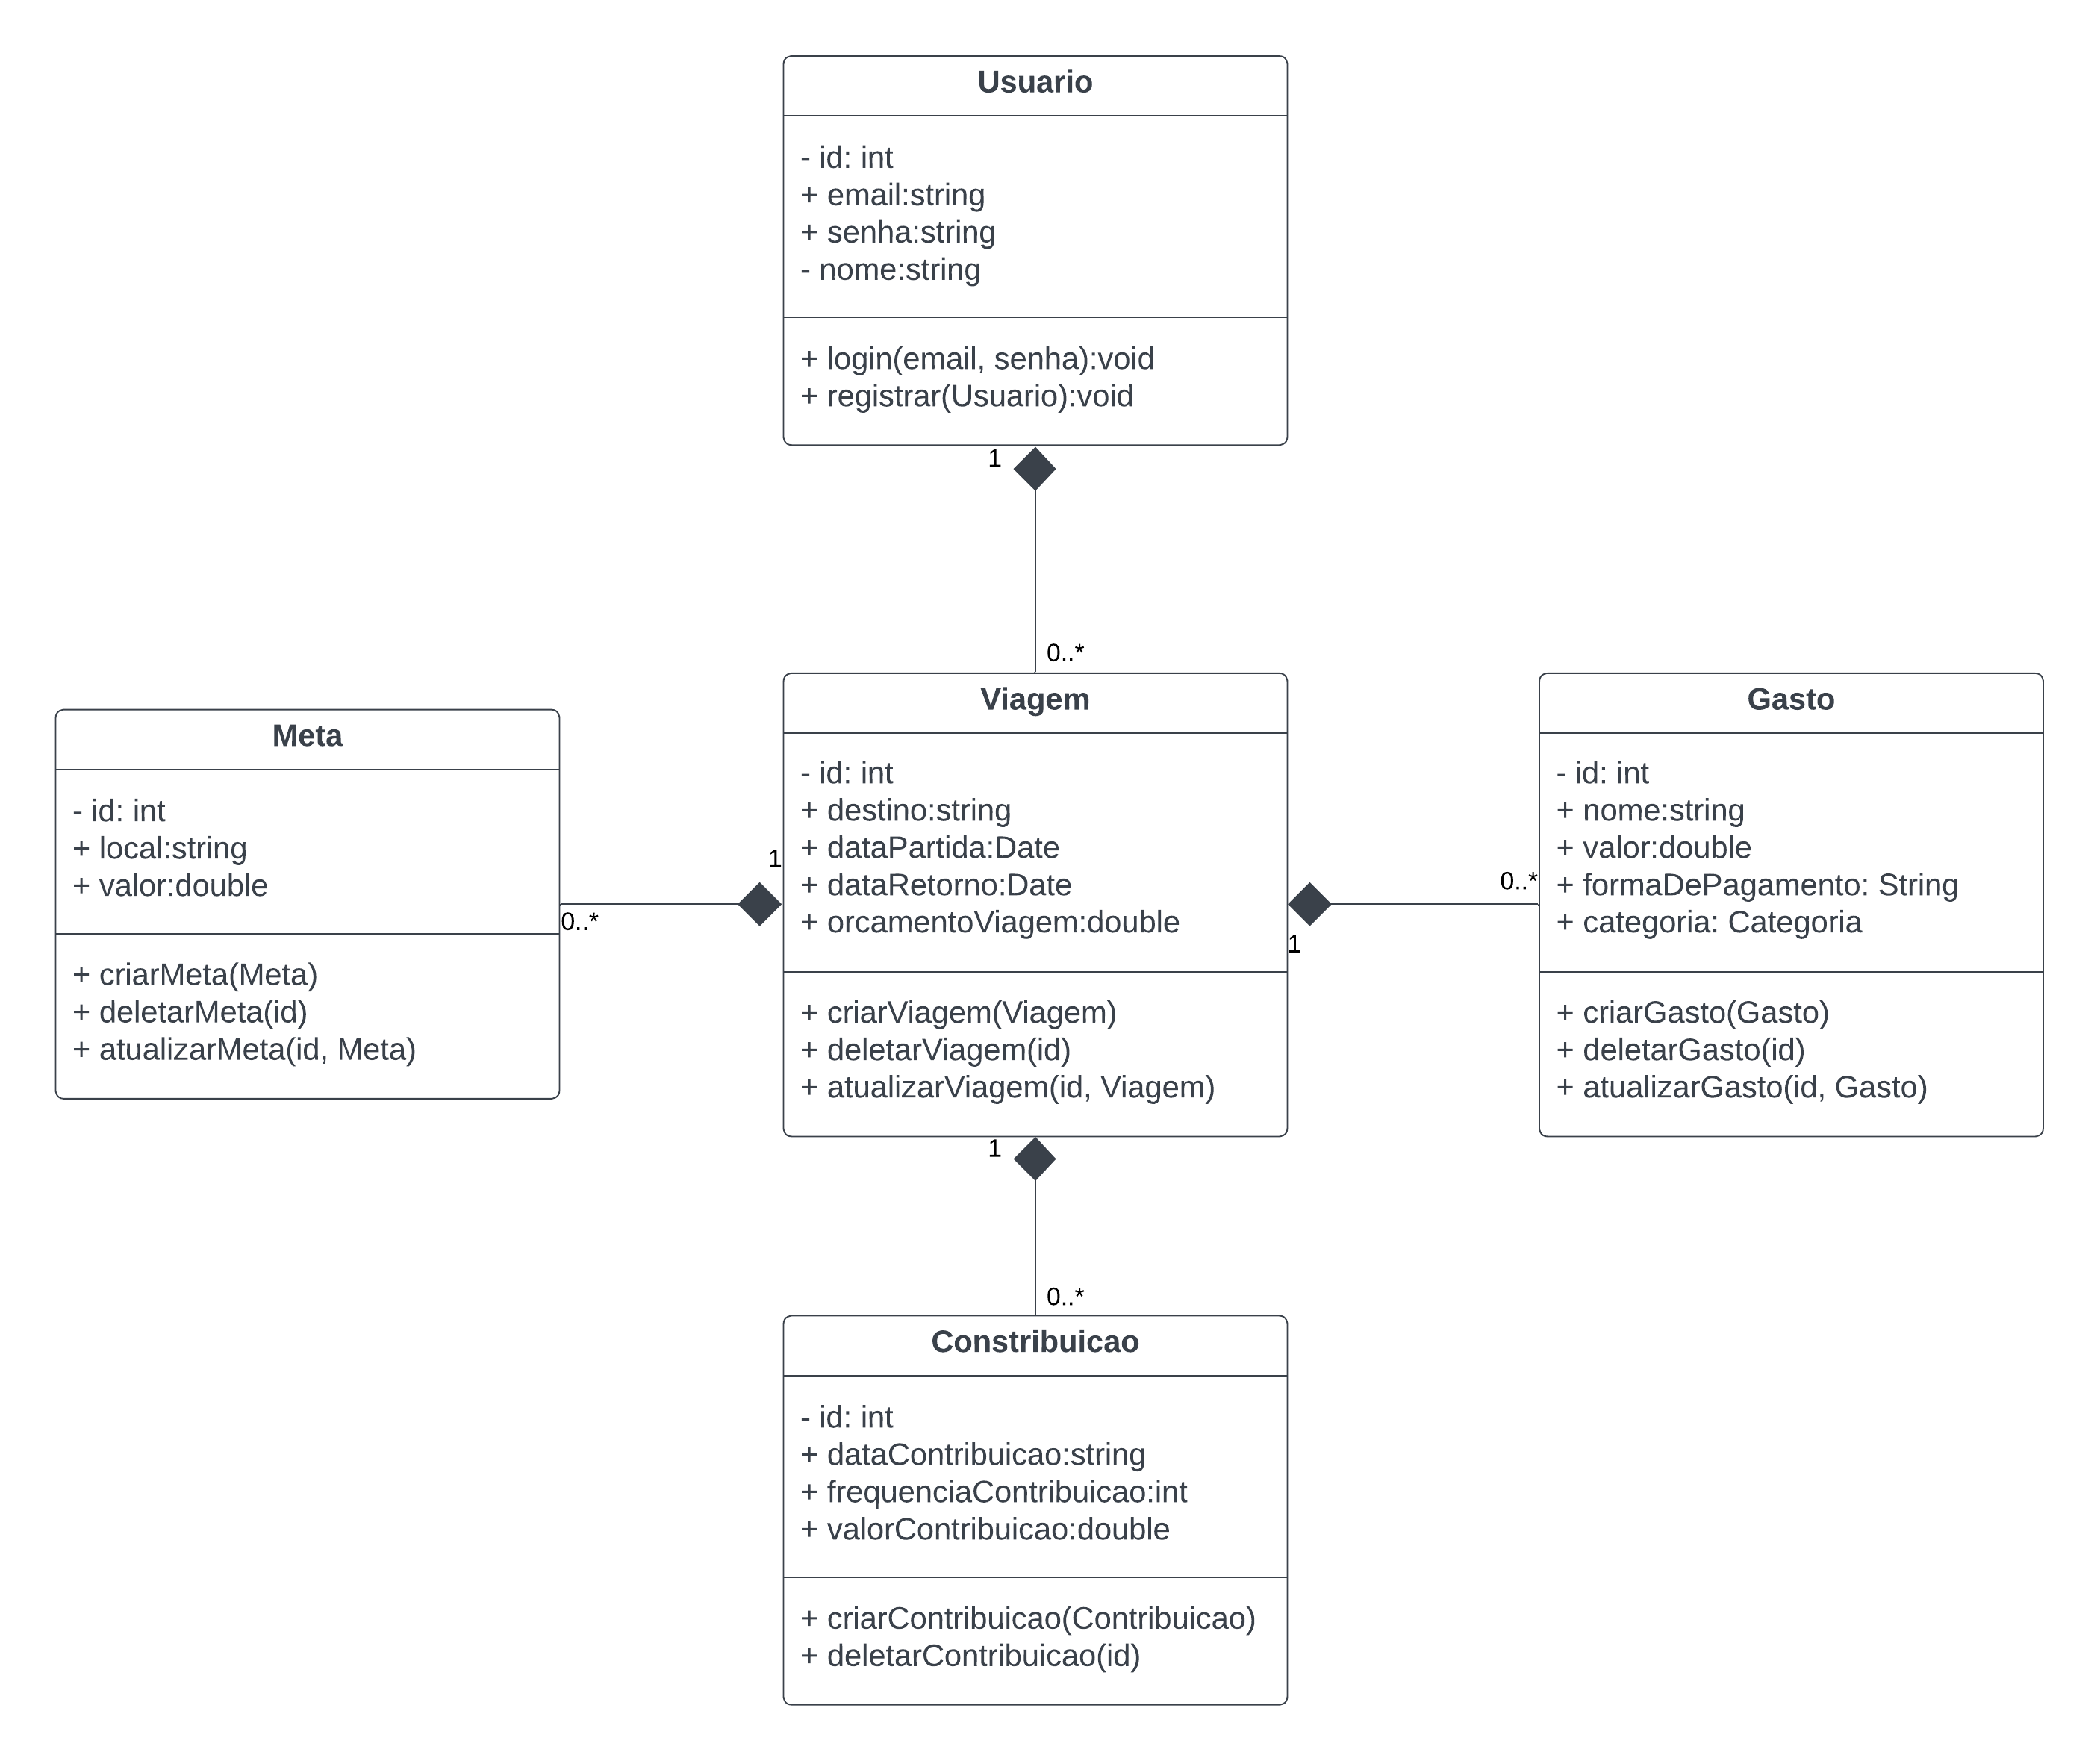 Usuario
- id: int
+ email:string
+ senha:string
- nome:string
+ login(email, senha):void
+ registrar(Usuario):void
1
0..*
Meta
- id: int
+ local:string
+ valor:double
+ criarMeta(Meta)
+ deletarMeta(id)
+ atualizarMeta(id, Meta)
0..*
1
Viagem
- id: int
+ destino:string
+ dataPartida:Date
+ dataRetorno:Date
+ orcamentoViagem:double
+ criarViagem(Viagem)
+ deletarViagem(id)
+ atualizarViagem(id, Viagem)
1
0..*
Gasto
- id: int
+ nome:string
+ valor:double
+ formaDePagamento: String
+ categoria: Categoria
+ criarGasto(Gasto)
+ deletarGasto(id)
+ atualizarGasto(id, Gasto)
1
0..*
Constribuicao
- id: int
+ dataContribuicao:string
+ frequenciaContribuicao:int
+ valorContribuicao:double
+ criarContribuicao(Contribuicao)
+ deletarContribuicao(id)